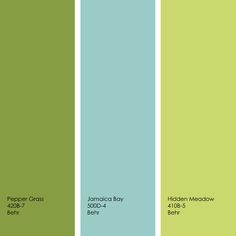 Pepper Grass
420B-7
Behr
Jamaica Bay
500D-4
Behr
Hidden Meadow
410B-5
Behr